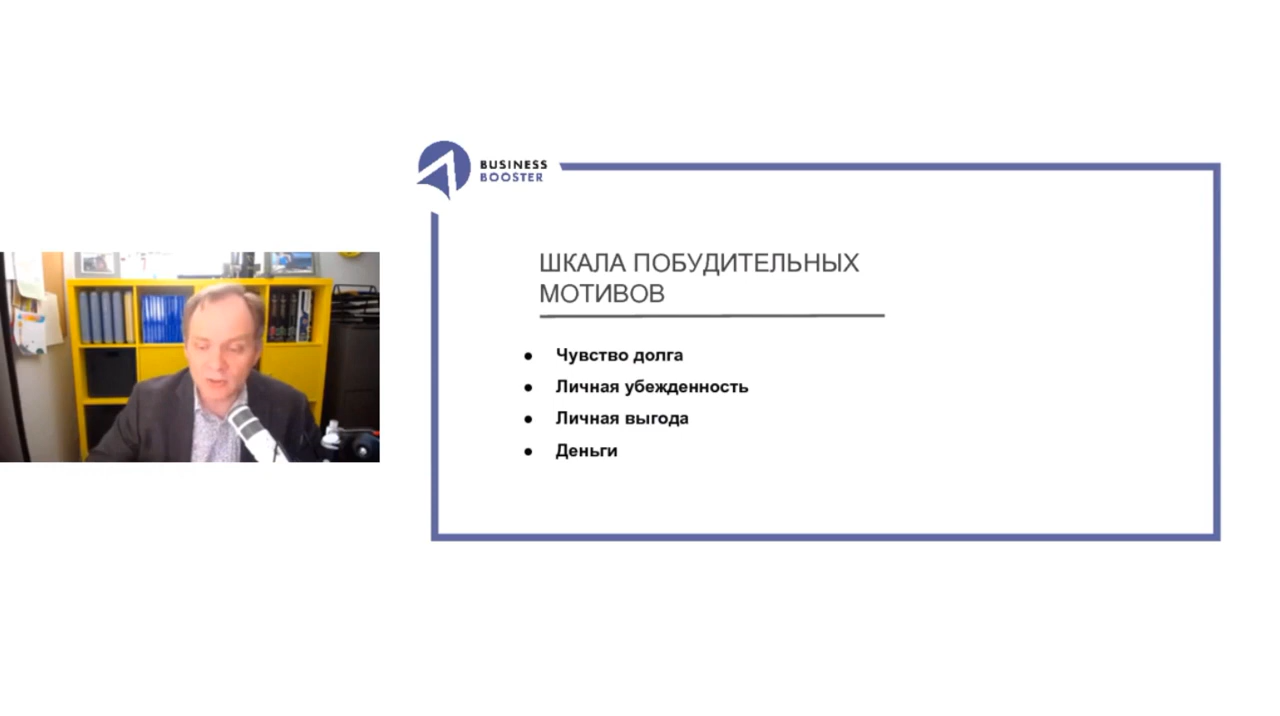 BUSINESS
BOOSTER
ШКАЛА ПОБУДИТЕЛЬНЫХ
МОТИВОВ
● Чувство долга
● Личная убежденность
● Личная выгода
● Деньги